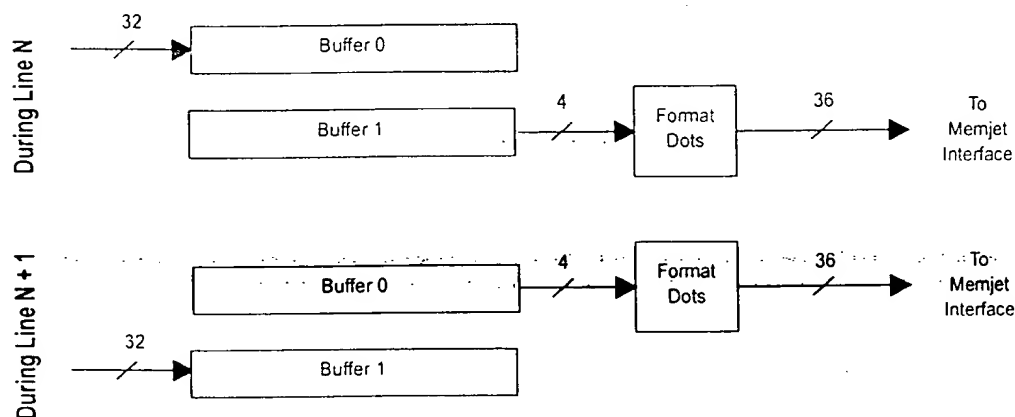 During Line N
32
Buffer 0
Buffer 1
4
Format
Dots
36
To
Memjet
Interface
During Line N + 1
Buffer 0
4
Format
Dots
36
To
Memjet
Interface
32
Buffer 1